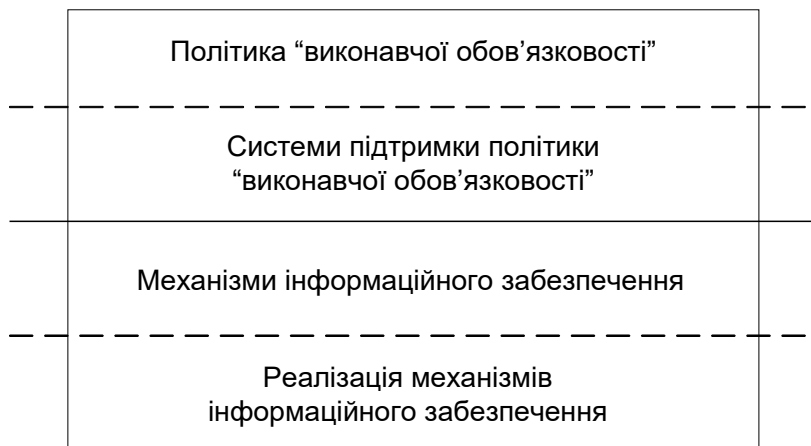 Політика “виконавчої обов’язковості”
Системи підтримки політики
“виконавчої обов’язковості”
Механізми інформаційного забезпечення
Реалізація механізмів
інформаційного забезпечення